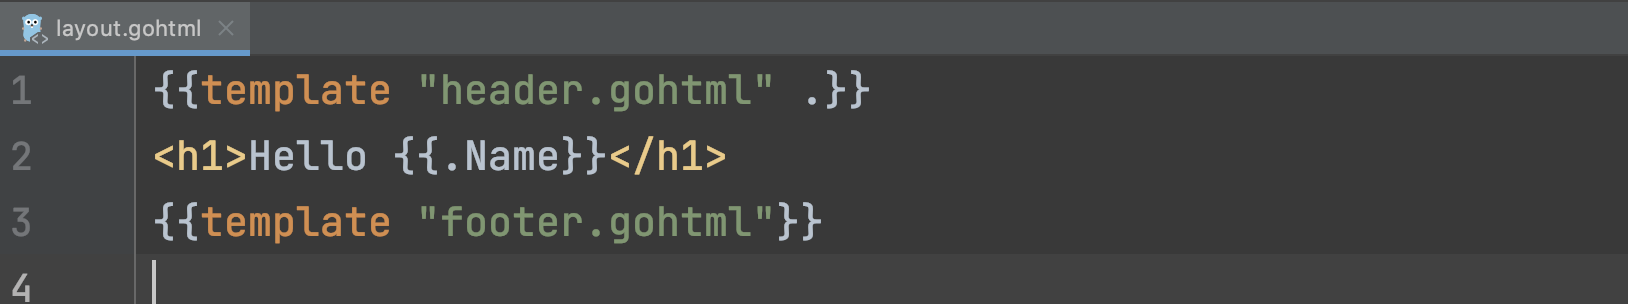 layout.gohtml
1 {{template "header.gohtml" .}}
2 <h1>Hello {{.Name}}</h1>
3 {{template "footer.gohtml"}}
4